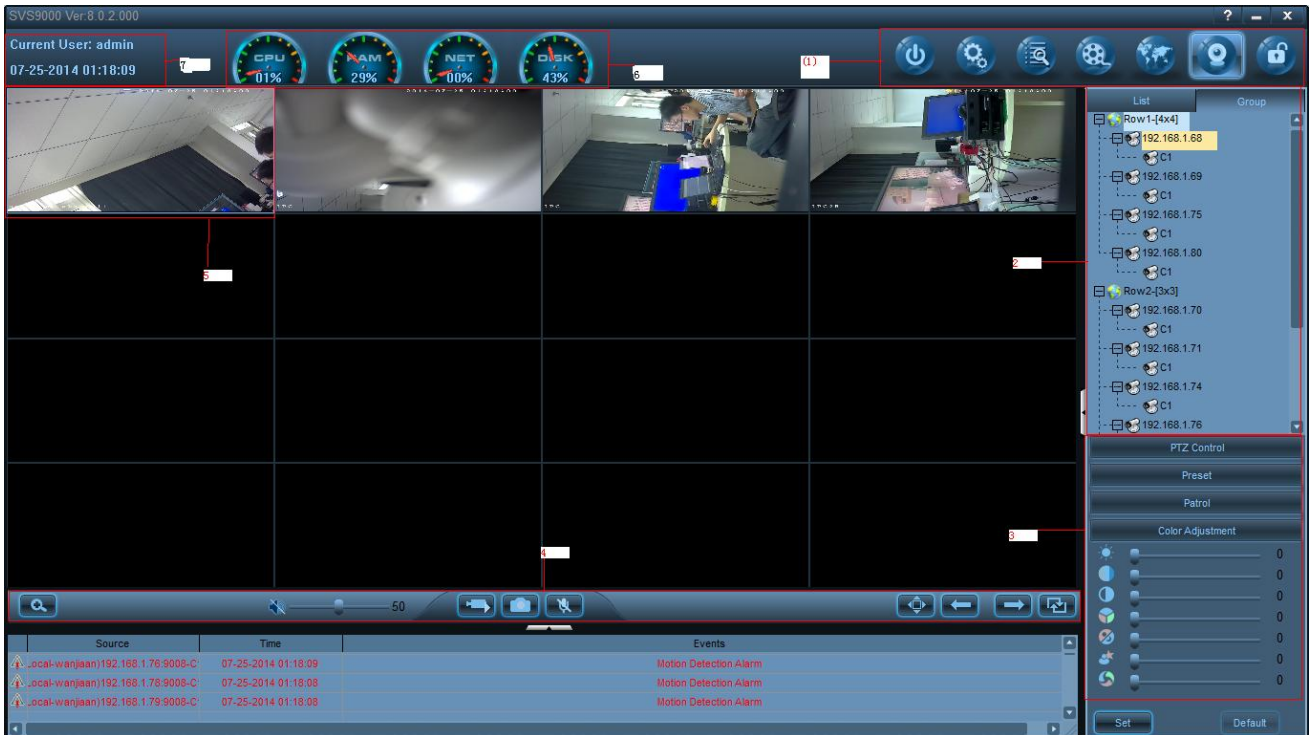 SVS9000 Ver:8.0.2.000
? – x
Current User: admin
07-25-2014 01:18:09
7
CPU
01%
RAM
29%
NET
00%
DISK
43%
6
(1)
List
Group
Row1-[4x4]
192.168.1.68
C1
192.168.1.69
C1
192.168.1.75
C1
192.168.1.80
C1
Row2-[3x3]
192.168.1.70
C1
192.168.1.71
C1
192.168.1.74
C1
192.168.1.76
5
2
3
4
PTZ Control
Preset
Patrol
Color Adjustment
0
0
0
0
0
0
0
50
Source
Time
Events
ocal-wanjiaan)192.168.1.76:9008-C
07-25-2014 01:18:09
Motion Detection Alarm
ocal-wanjiaan)192.168.1.78:9008-C
07-25-2014 01:18:08
Motion Detection Alarm
ocal-wanjiaan)192.168.1.79:9008-C
07-25-2014 01:18:08
Motion Detection Alarm
Set
Default